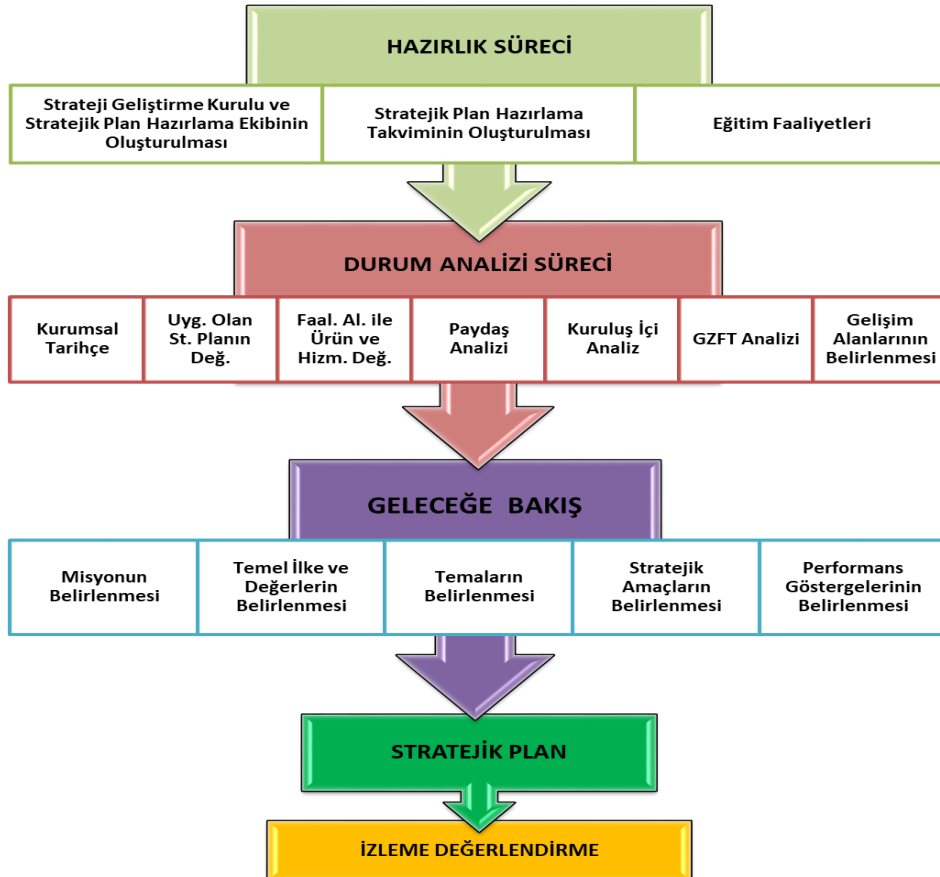 HAZIRLIK SÜRECİ
Strateji Geliştirme Kurulu ve
Stratejik Plan Hazırlama Ekibinin
Oluşturulması
Stratejik Plan Hazırlama
Takviminin Oluşturulması
Eğitim Faaliyetleri
DURUM ANALİZİ SÜRECİ
Kurumsal
Tarihçe
Uyg. Olan
St. Planın
Değ.
Faal. Al. ile
Ürün ve
Hizm. Değ.
Paydaş
Analizi
Kuruluş İçi
Analiz
GZFT Analizi
Gelişim
Alanlarının
Belirlenmesi
GELECEĞE BAKIŞ
Misyonun
Belirlenmesi
Temel İlke ve
Değerlerin
Belirlenmesi
Temaların
Belirlenmesi
Stratejik
Amaçların
Belirlenmesi
Performans
Göstergelerinin
Belirlenmesi
STRATEJİK PLAN
İZLEME DEĞERLENDİRME